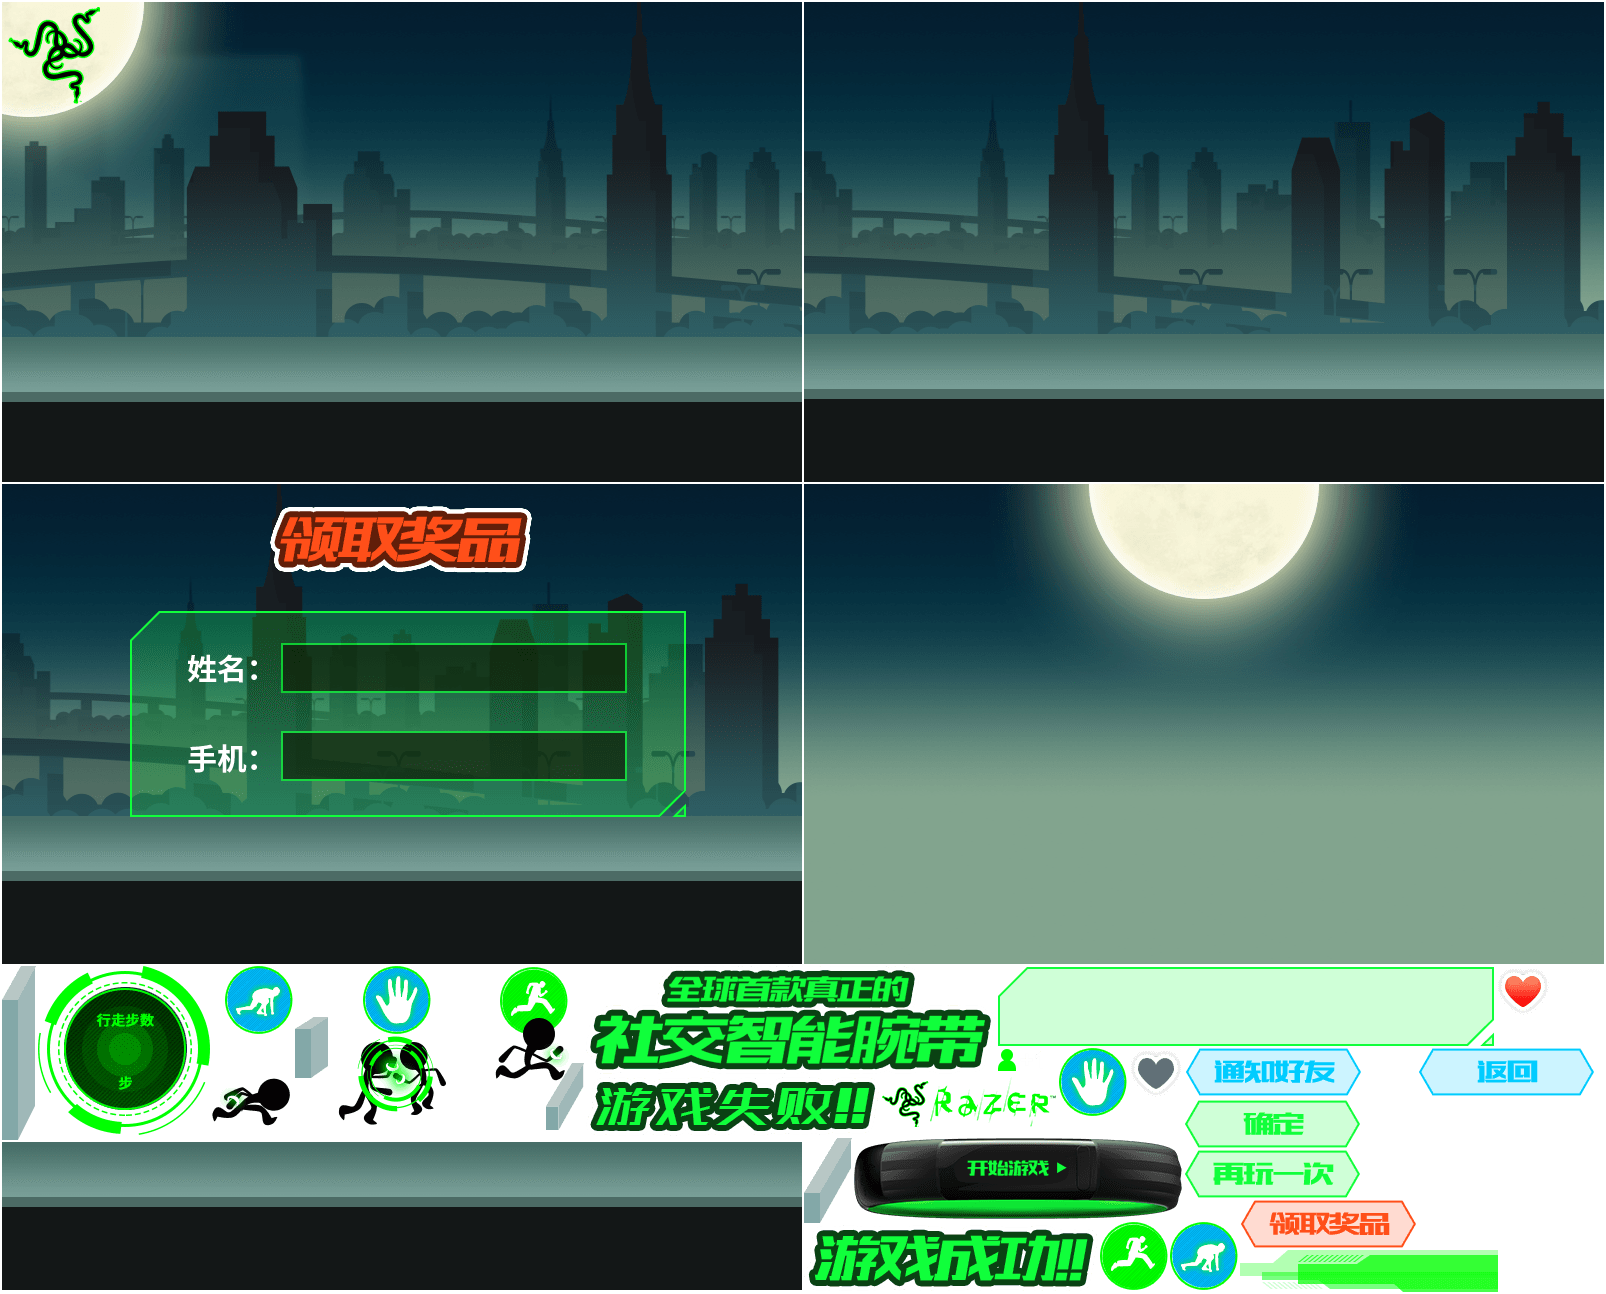 领取奖品
姓名：
手机：
行走步数
步
全球首款真正的
社交智能腕带
游戏失败!!
RAZER™
通知好友
返回
确定
再玩一次
开始游戏
领取奖品
游戏成功!!